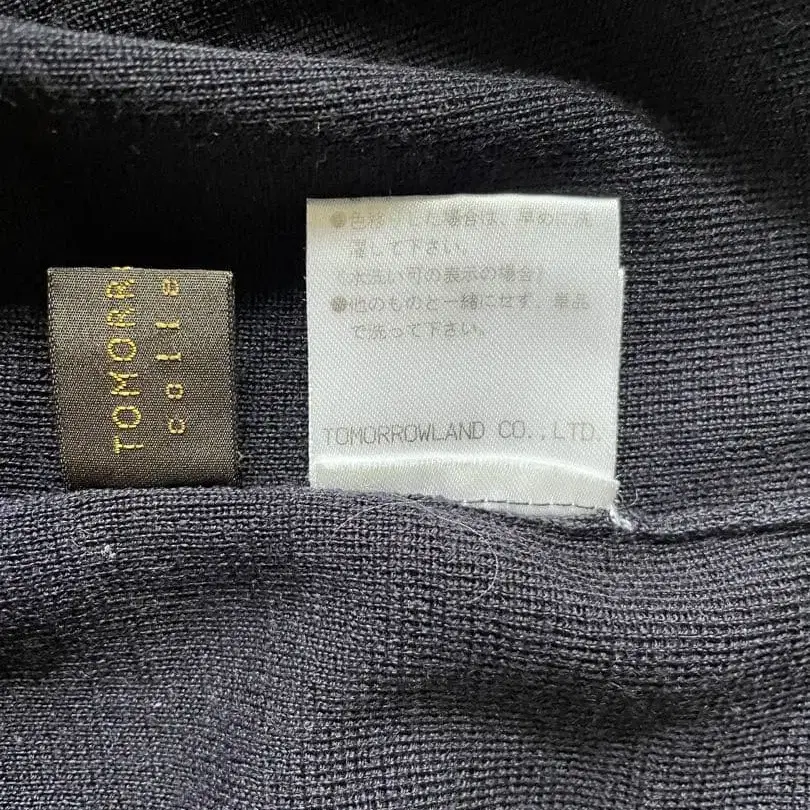 TOMORR
colle
●色移りした場合は、早めに洗
濯して下さい。
〈水洗い可の表示の場合〉
●他のものと一緒にせず、単品
で洗って下さい。
TOMORROWLAND CO.,LTD.